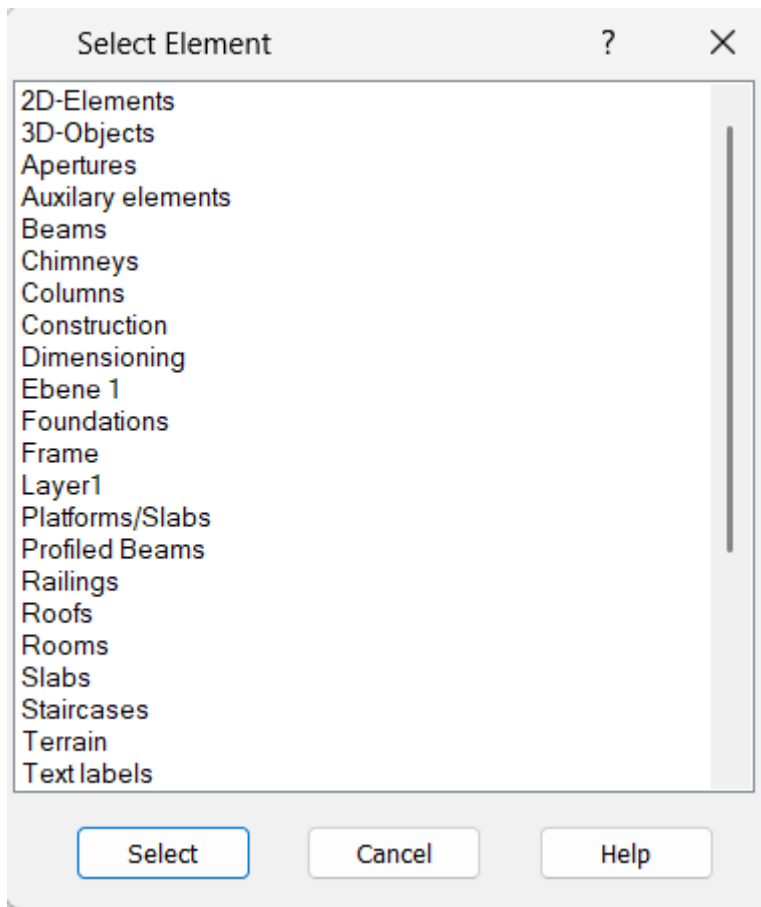 Select Element ?
2D-Elements
3D-Objects
Apertures
Auxilary elements
Beams
Chimneys
Columns
Construction
Dimensioning
Ebene 1
Foundations
Frame
Layer1
Platforms/Slabs
Profiled Beams
Railings
Roofs
Rooms
Slabs
Staircases
Terrain
Text labels
Select Cancel Help